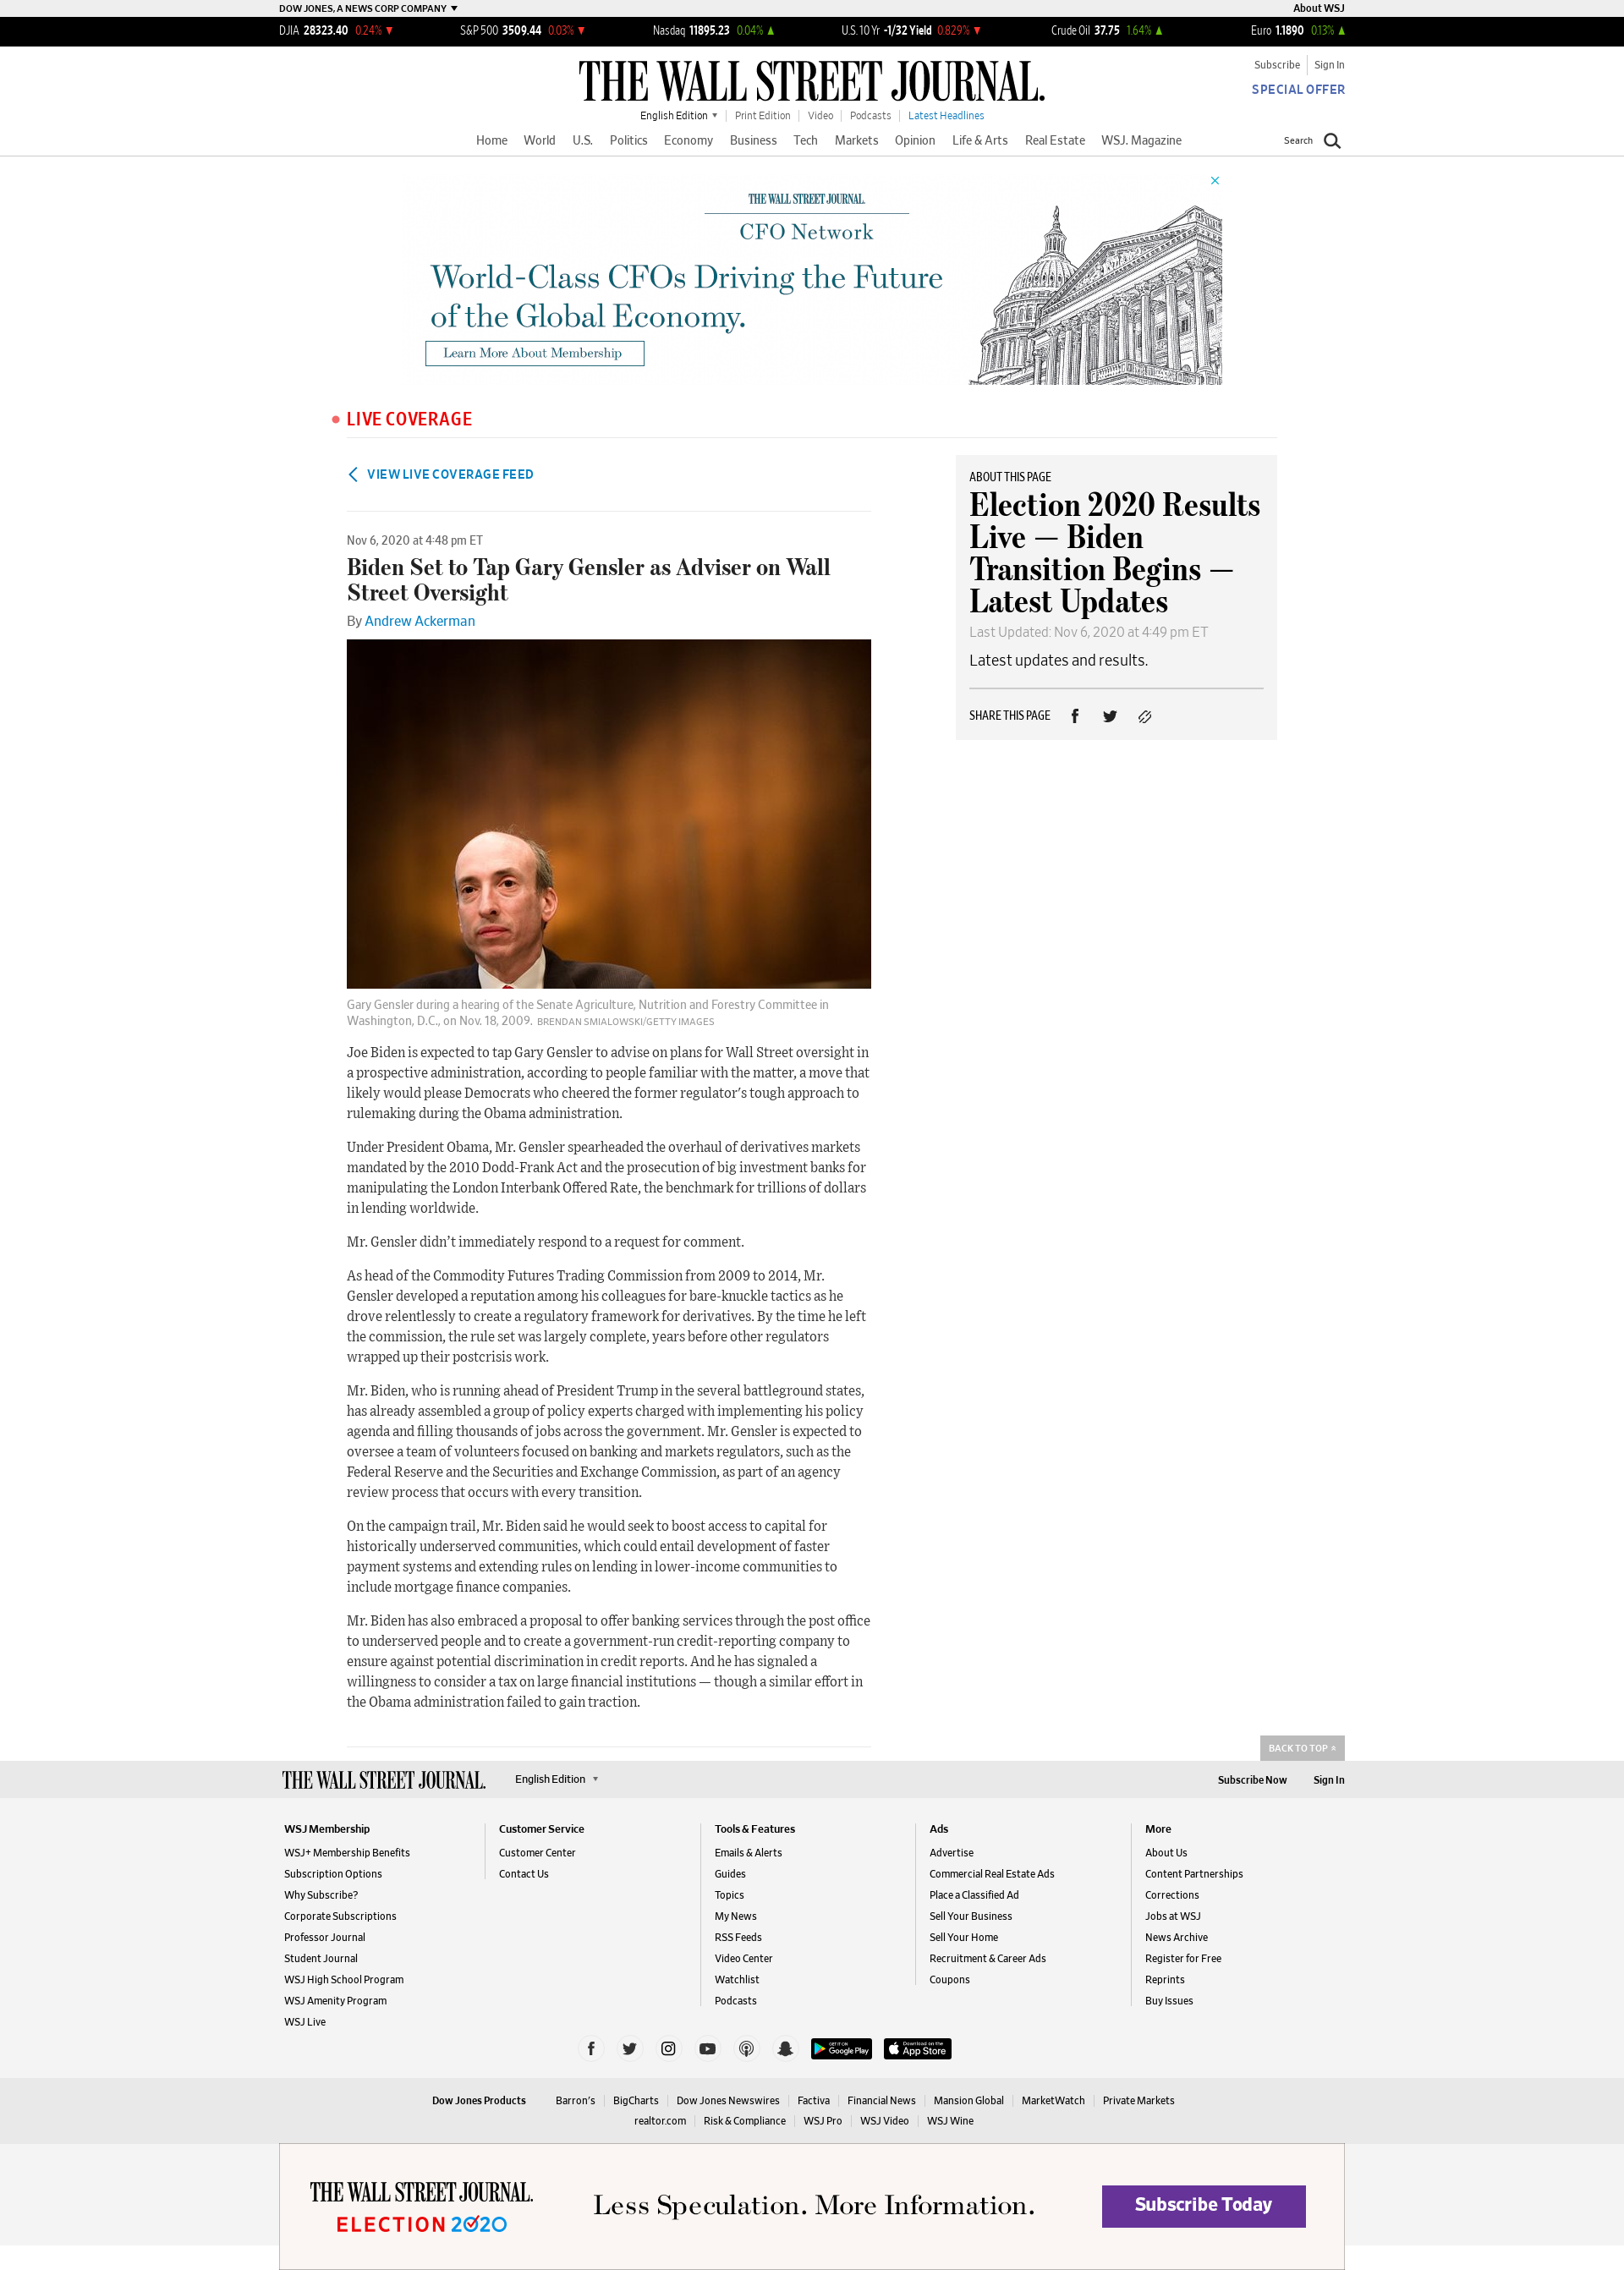 DOW JONES, A NEWS CORP COMPANY
About WSJ
DJIA 28323.40 0.24%
S&P 500 3509.44 0.03%
Nasdaq 11895.23 0.04%
U.S. 10 Yr -1/32 Yield 0.829%
Crude Oil 37.75 1.64%
Euro 1.1890 0.13%
THE WALL STREET JOURNAL.
Subscribe
Sign In
SPECIAL OFFER
English Edition
Print Edition
Video
Podcasts
Latest Headlines
Home World U.S. Politics Economy Business Tech Markets Opinion Life & Arts Real Estate WSJ. Magazine
Search
THE WALL STREET JOURNAL.
CFO Network
World-Class CFOs Driving the Future
of the Global Economy.
Learn More About Membership
LIVE COVERAGE
VIEW LIVE COVERAGE FEED
Nov 6, 2020 at 4:48 pm ET
Biden Set to Tap Gary Gensler as Adviser on Wall
Street Oversight
By Andrew Ackerman
Gary Gensler during a hearing of the Senate Agriculture, Nutrition and Forestry Committee in
Washington, D.C., on Nov. 18, 2009. BRENDAN SMIALOWSKI/GETTY IMAGES
Joe Biden is expected to tap Gary Gensler to advise on plans for Wall Street oversight in
a prospective administration, according to people familiar with the matter, a move that
likely would please Democrats who cheered the former regulator's tough approach to
rulemaking during the Obama administration.
Under President Obama, Mr. Gensler spearheaded the overhaul of derivatives markets
mandated by the 2010 Dodd-Frank Act and the prosecution of big investment banks for
manipulating the London Interbank Offered Rate, the benchmark for trillions of dollars
in lending worldwide.
Mr. Gensler didn't immediately respond to a request for comment.
As head of the Commodity Futures Trading Commission from 2009 to 2014, Mr.
Gensler developed a reputation among his colleagues for bare-knuckle tactics as he
drove relentlessly to create a regulatory framework for derivatives. By the time he left
the commission, the rule set was largely complete, years before other regulators
wrapped up their postcrisis work.
Mr. Biden, who is running ahead of President Trump in the several battleground states,
has already assembled a group of policy experts charged with implementing his policy
agenda and filling thousands of jobs across the government. Mr. Gensler is expected to
oversee a team of volunteers focused on banking and markets regulators, such as the
Federal Reserve and the Securities and Exchange Commission, as part of an agency
review process that occurs with every transition.
On the campaign trail, Mr. Biden said he would seek to boost access to capital for
historically underserved communities, which could entail development of faster
payment systems and extending rules on lending in lower-income communities to
include mortgage finance companies.
Mr. Biden has also embraced a proposal to offer banking services through the post office
to underserved people and to create a government-run credit-reporting company to
ensure against potential discrimination in credit reports. And he has signaled a
willingness to consider a tax on large financial institutions — though a similar effort in
the Obama administration failed to gain traction.
ABOUT THIS PAGE
Election 2020 Results
Live — Biden
Transition Begins —
Latest Updates
Last Updated: Nov 6, 2020 at 4:49 pm ET
Latest updates and results.
SHARE THIS PAGE
BACK TO TOP
THE WALL STREET JOURNAL.
English Edition
Subscribe Now
Sign In
WSJ Membership
WSJ+ Membership Benefits
Subscription Options
Why Subscribe?
Corporate Subscriptions
Professor Journal
Student Journal
WSJ High School Program
WSJ Amenity Program
WSJ Live
Customer Service
Customer Center
Contact Us
Tools & Features
Emails & Alerts
Guides
Topics
My News
RSS Feeds
Video Center
Watchlist
Podcasts
Ads
Advertise
Commercial Real Estate Ads
Place a Classified Ad
Sell Your Business
Sell Your Home
Recruitment & Career Ads
Coupons
More
About Us
Content Partnerships
Corrections
Jobs at WSJ
News Archive
Register for Free
Reprints
Buy Issues
GET IT ON
Google Play
Download on the
App Store
Dow Jones Products
Barron's BigCharts Dow Jones Newswires Factiva Financial News Mansion Global MarketWatch Private Markets
realtor.com Risk & Compliance WSJ Pro WSJ Video WSJ Wine
THE WALL STREET JOURNAL.
ELECTION 2020
Less Speculation. More Information.
Subscribe Today